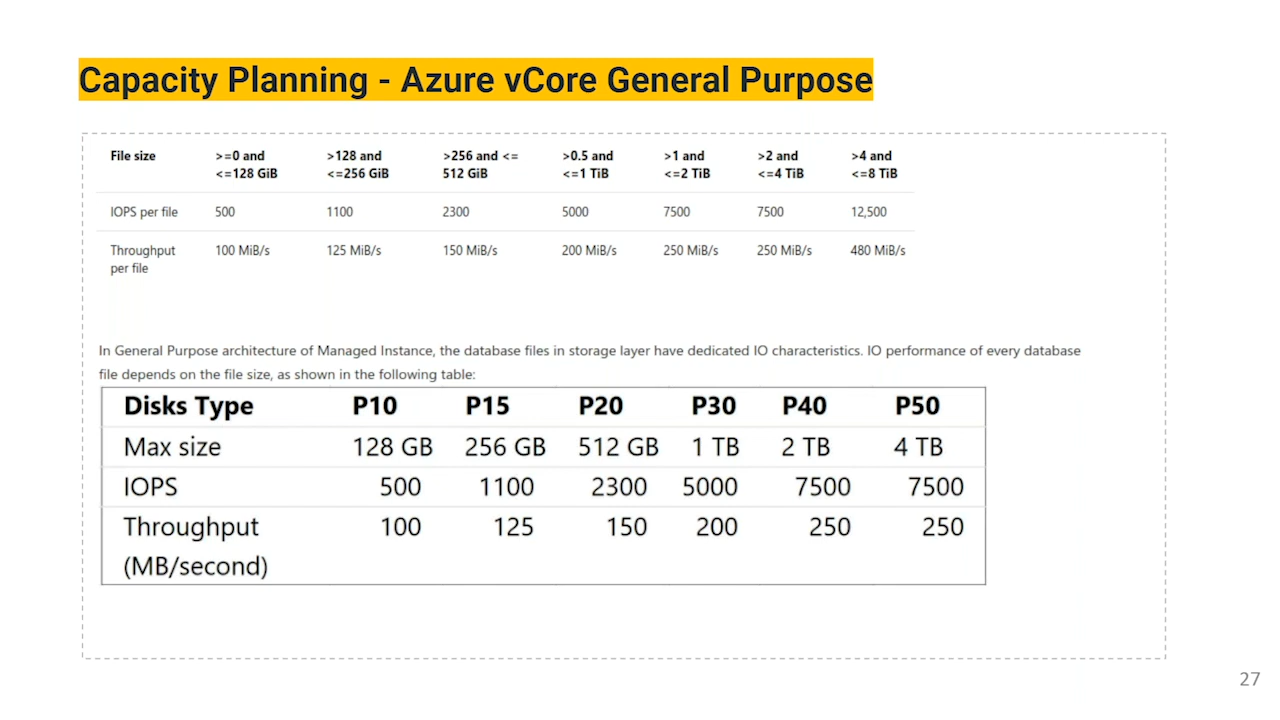 Capacity Planning - Azure vCore General Purpose
File size >=0 and <=128 GiB >128 and <=256 GiB >256 and <= 512 GiB >0.5 and <=1 TiB >1 and <=2 TiB >2 and <=4 TiB >4 and <=8 TiB
IOPS per file 500 1100 2300 5000 7500 7500 12,500
Throughput per file 100 MiB/s 125 MiB/s 150 MiB/s 200 MiB/s 250 MiB/s 250 MiB/s 480 MiB/s
In General Purpose architecture of Managed Instance, the database files in storage layer have dedicated IO characteristics. IO performance of every database
file depends on the file size, as shown in the following table:
Disks Type P10 P15 P20 P30 P40 P50
Max size 128 GB 256 GB 512 GB 1 TB 2 TB 4 TB
IOPS 500 1100 2300 5000 7500 7500
Throughput 100 125 150 200 250 250
(MB/second)
27